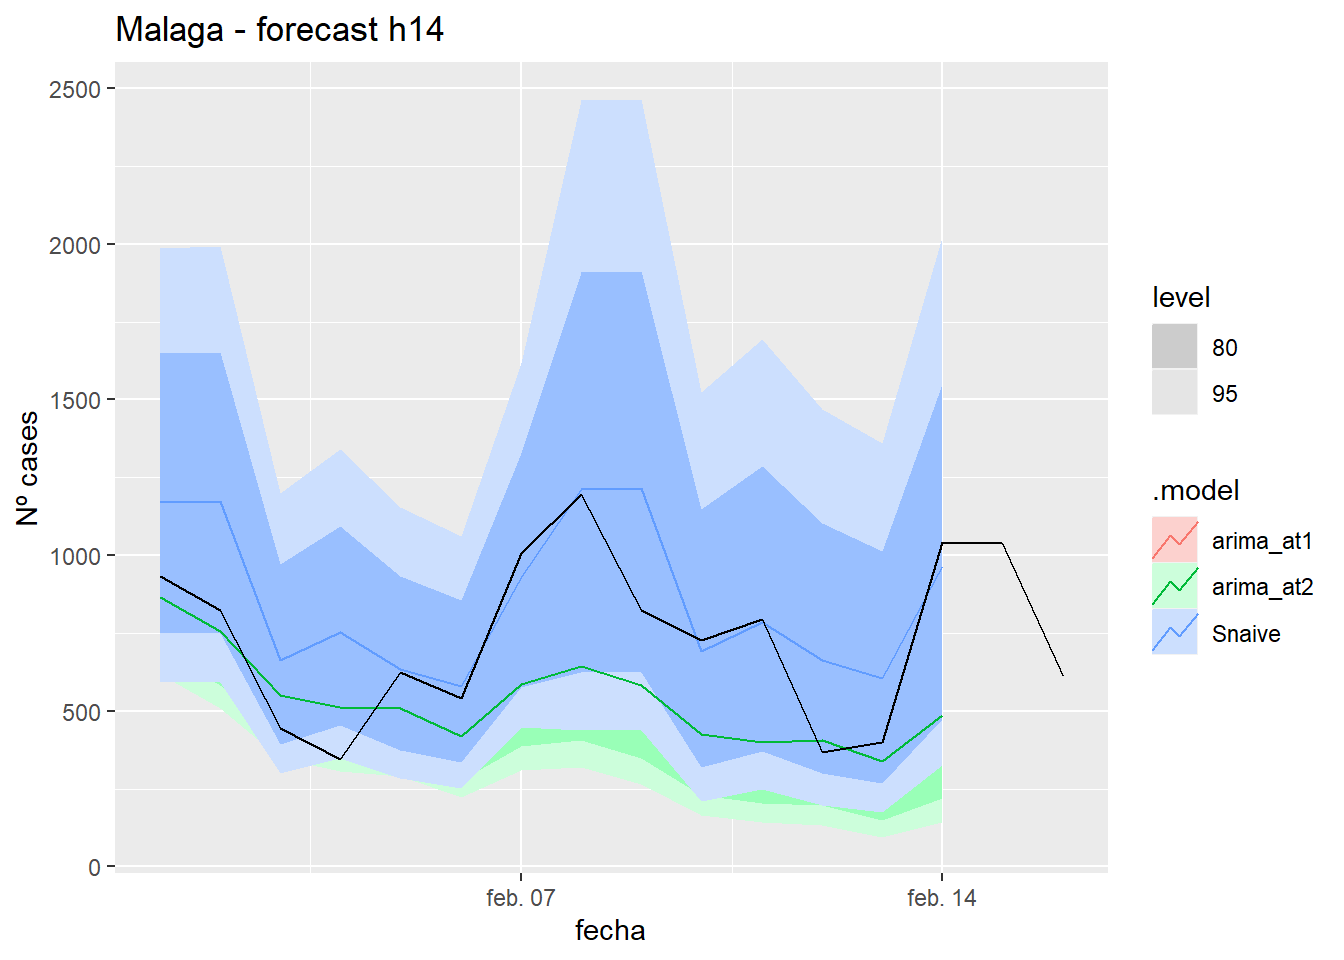 Malaga - forecast h14
2500
2000
1500
1000
500
0
Nº cases
feb. 07
feb. 14
fecha
level
80
95
.model
arima_at1
arima_at2
Snaive